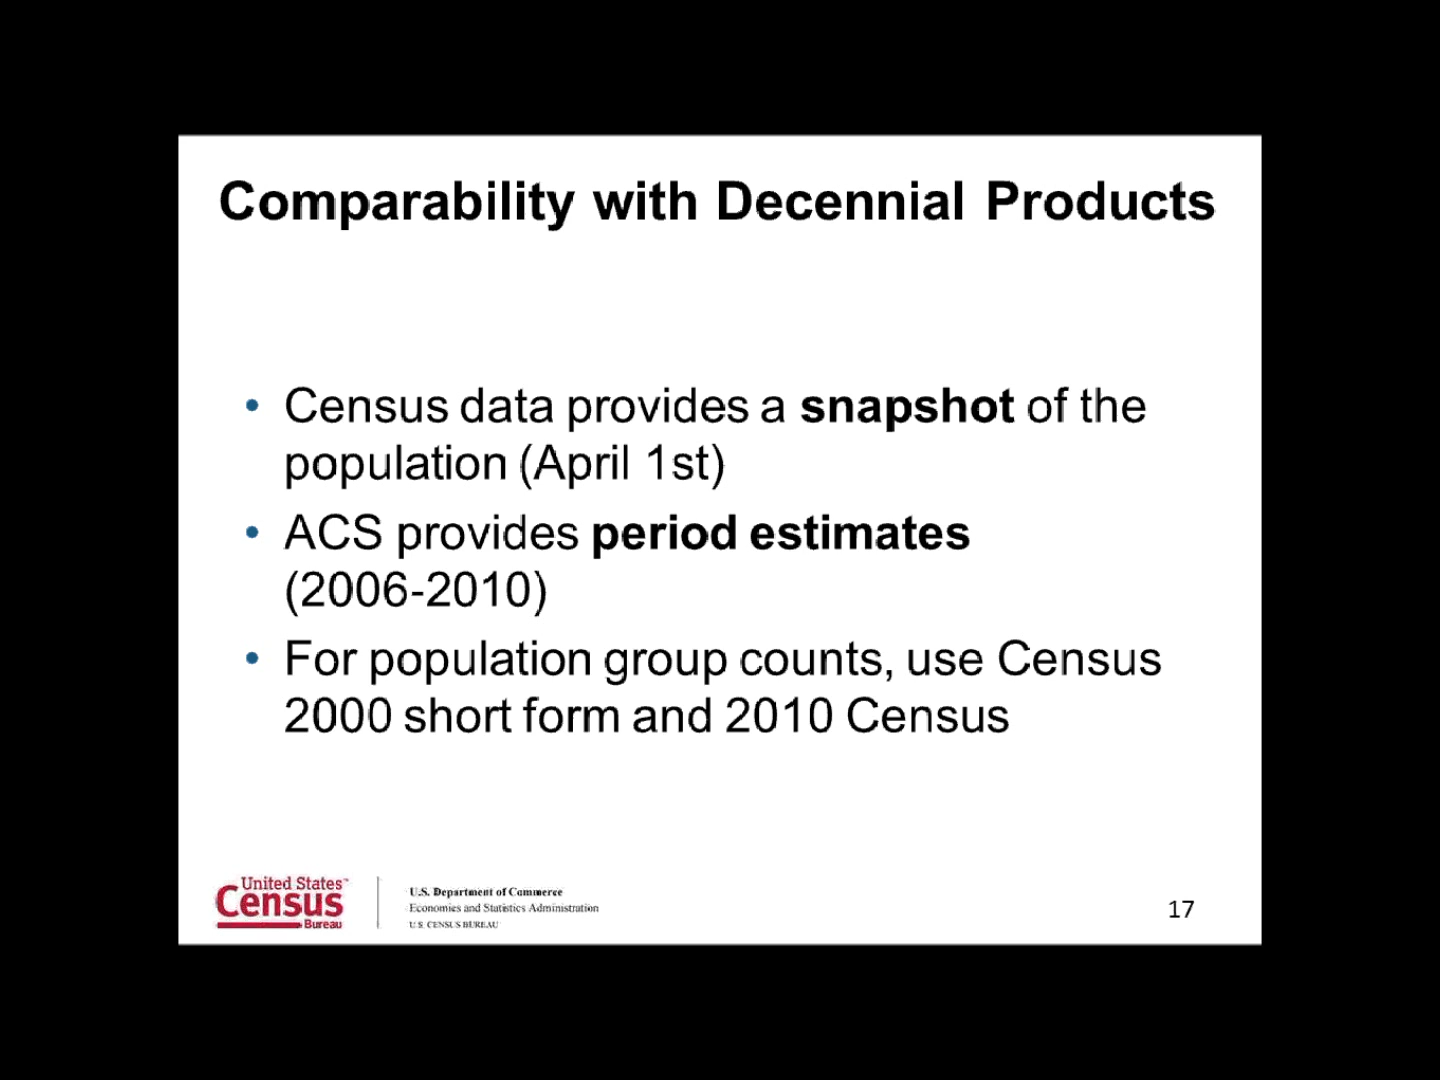 Comparability with Decennial Products
• Census data provides a snapshot of the
population (April 1st)
• ACS provides period estimates
(2006-2010)
• For population group counts, use Census
2000 short form and 2010 Census
United States™
Census
Bureau
U.S. Department of Commerce
Economics and Statistics Administration
U.S. CENSUS BUREAU
17